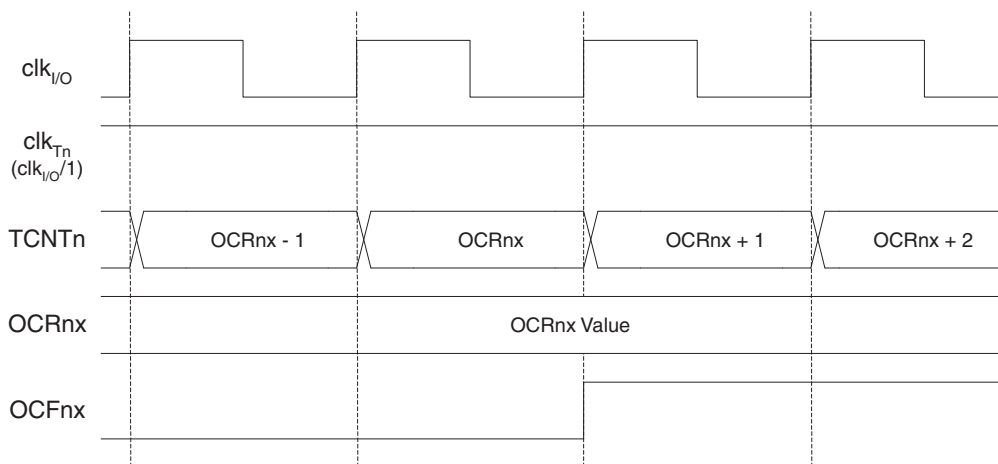 clkI/O
clkTn
(clkI/O/1)
TCNTn OCRnx - 1 OCRnx OCRnx + 1 OCRnx + 2
OCRnx OCRnx Value
OCFnx